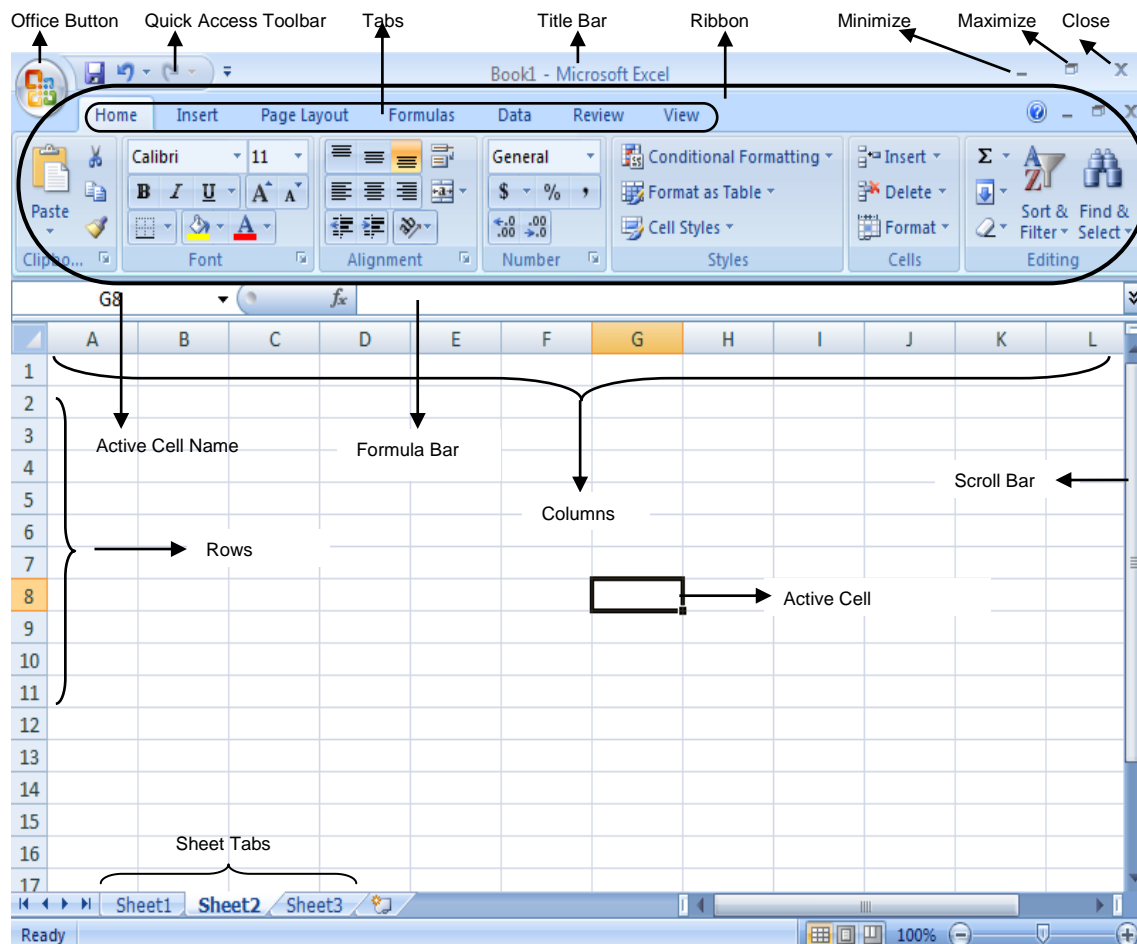 Office Button Quick Access Toolbar Tabs Title Bar Ribbon Minimize Maximize Close
Book1 - Microsoft Excel
Home Insert Page Layout Formulas Data Review View
Calibri 11 General Conditional Formatting Insert Σ
B I U A A $ % , Format as Table Delete
Paste A .0 .00 .00 .0 Cell Styles Format Sort & Filter Find & Select
Clipbo... Font Alignment Number Styles Cells Editing
G8 fx
A B C D E F G H I J K L
1
2
3
Active Cell Name Formula Bar
4
Scroll Bar
5
Columns
6
Rows
7
8
Active Cell
9
10
11
12
13
14
15
Sheet Tabs
16
17
Sheet1 Sheet2 Sheet3
Ready 100%